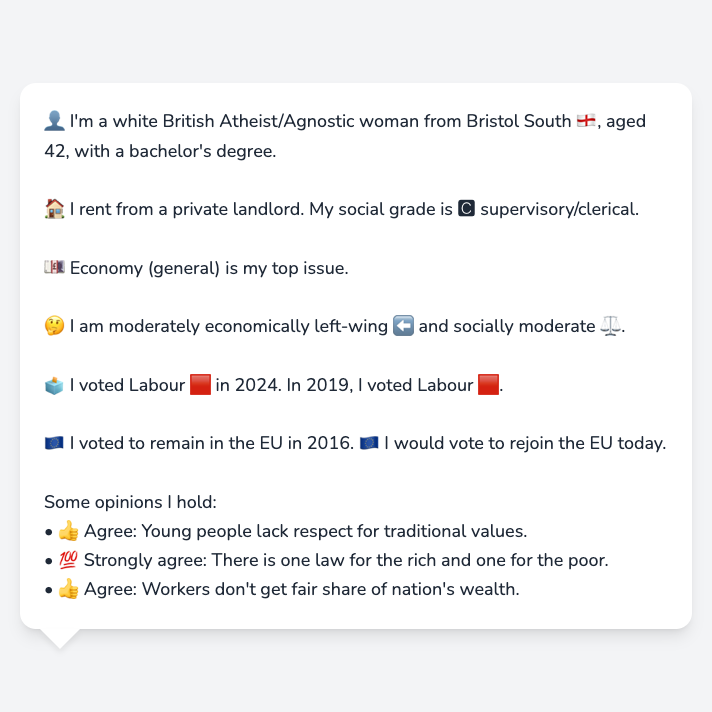 👤 I'm a white British Atheist/Agnostic woman from Bristol South 🏴󠁧󠁢󠁥󠁮󠁧󠁿, aged
42, with a bachelor's degree.
🏠 I rent from a private landlord. My social grade is 🅲 supervisory/clerical.
💷 Economy (general) is my top issue.
🤔 I am moderately economically left-wing ⬅️ and socially moderate ⚖️.
🗳️ I voted Labour 🟥 in 2024. In 2019, I voted Labour 🟥.
🇪🇺 I voted to remain in the EU in 2016. 🇪🇺 I would vote to rejoin the EU today.
Some opinions I hold:
• 👍 Agree: Young people lack respect for traditional values.
• 💯 Strongly agree: There is one law for the rich and one for the poor.
• 👍 Agree: Workers don't get fair share of nation's wealth.